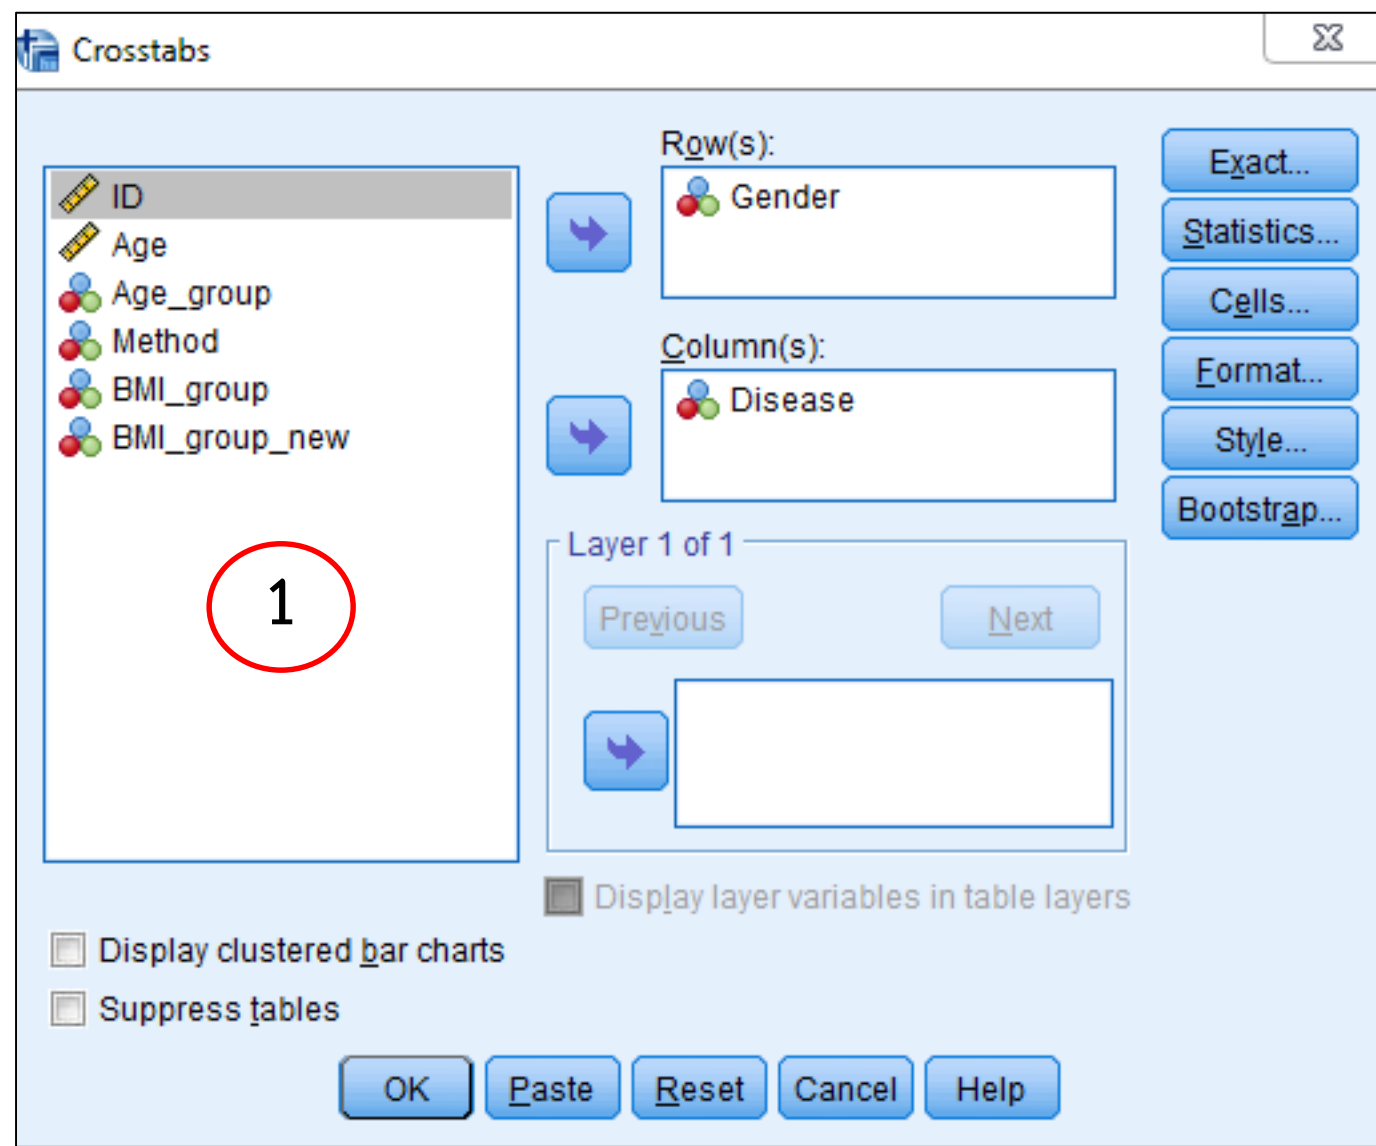 Crosstabs
ID
Age
Age_group
Method
BMI_group
BMI_group_new
1
Row(s):
Gender
Column(s):
Disease
Layer 1 of 1
Previous
Next
Display layer variables in table layers
Exact...
Statistics...
Cells...
Format...
Style...
Bootstrap...
Display clustered bar charts
Suppress tables
OK
Paste
Reset
Cancel
Help